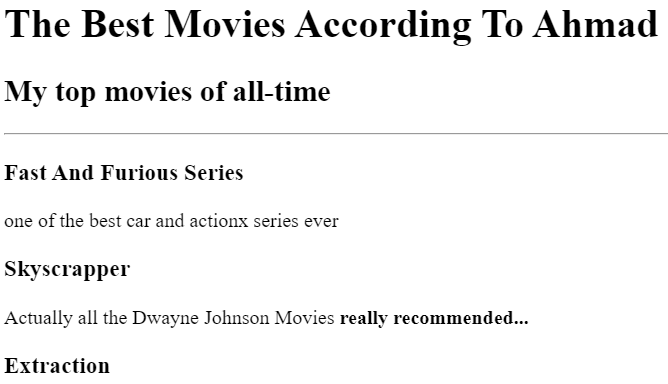 The Best Movies According To Ahmad
My top movies of all-time
Fast And Furious Series
one of the best car and actionx series ever
Skyscrapper
Actually all the Dwayne Johnson Movies really recommended...
Extraction